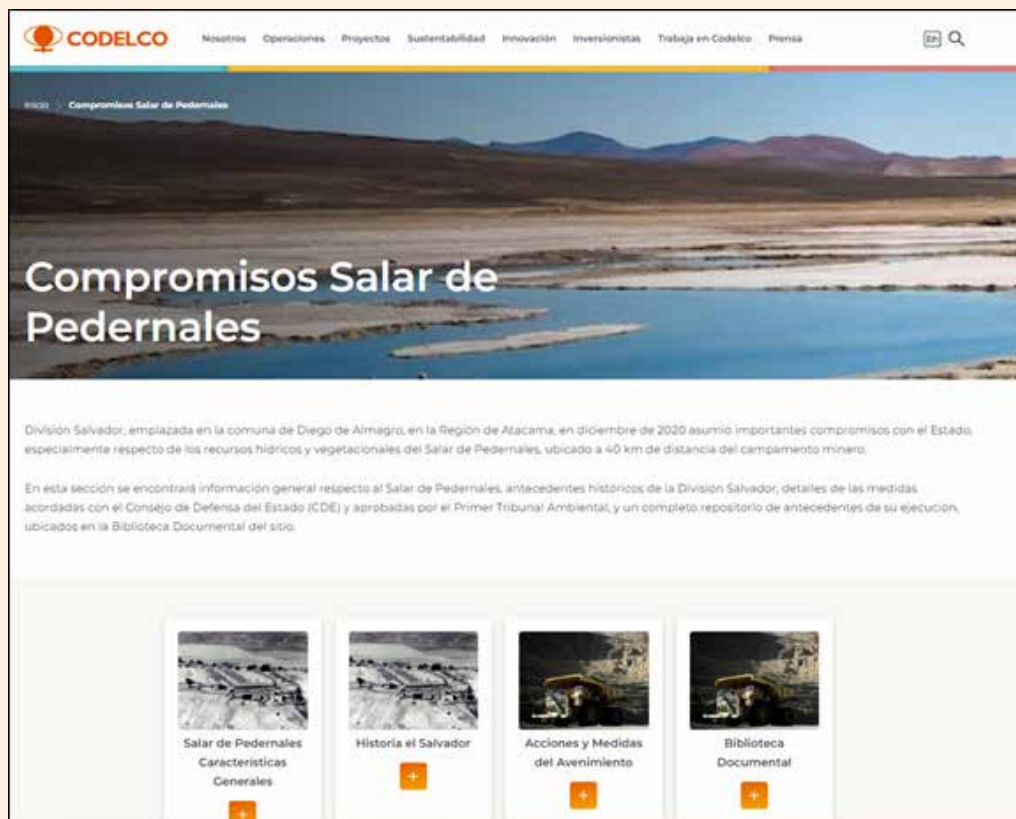 CODELCO Nosotros Operaciones Proyectos Sustentabilidad Innovación Inversionistas Trabaja en Codelco Prensa EN
Inicio > Compromisos Salar de Pedernales
Compromisos Salar de
Pedernales
División Salvador, emplazada en la comuna de Diego de Almagro, en la Región de Atacama, en diciembre de 2020 asumió importantes compromisos con el Estado,
especialmente respecto de los recursos hídricos y vegetacionales del Salar de Pedernales, ubicado a 40 km de distancia del campamento minero.
En esta sección se encontrará información general respecto al Salar de Pedernales, antecedentes históricos de la División Salvador, detalles de las medidas
acordadas con el Consejo de Defensa del Estado (CDE) y aprobadas por el Primer Tribunal Ambiental, y un completo repositorio de antecedentes de su ejecución,
ubicados en la Biblioteca Documental del sitio.
Salar de Pedernales
Características
Generales
+
Historia el Salvador
+
Acciones y Medidas
del Avenimiento
+
Biblioteca
Documental
+